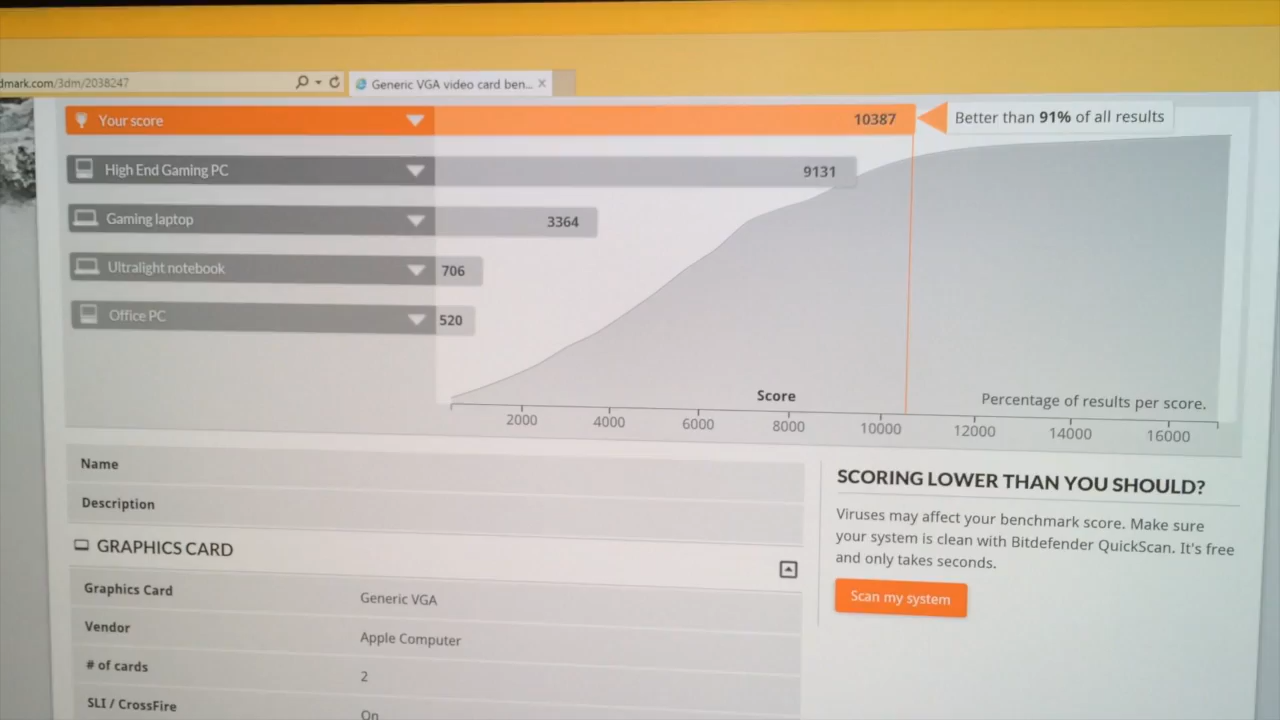 dmark.com/3dm/2038247
Generic VGA video card ben...
Your score
10387
Better than 91% of all results
High End Gaming PC
9131
Gaming laptop
3364
Ultralight notebook
706
Office PC
520
Score
Percentage of results per score.
2000 4000 6000 8000 10000 12000 14000 16000
Name
Description
GRAPHICS CARD
Graphics Card
Generic VGA
Vendor
Apple Computer
# of cards
2
SLI / CrossFire
On
SCORING LOWER THAN YOU SHOULD?
Viruses may affect your benchmark score. Make sure
your system is clean with Bitdefender QuickScan. It's free
and only takes seconds.
Scan my system